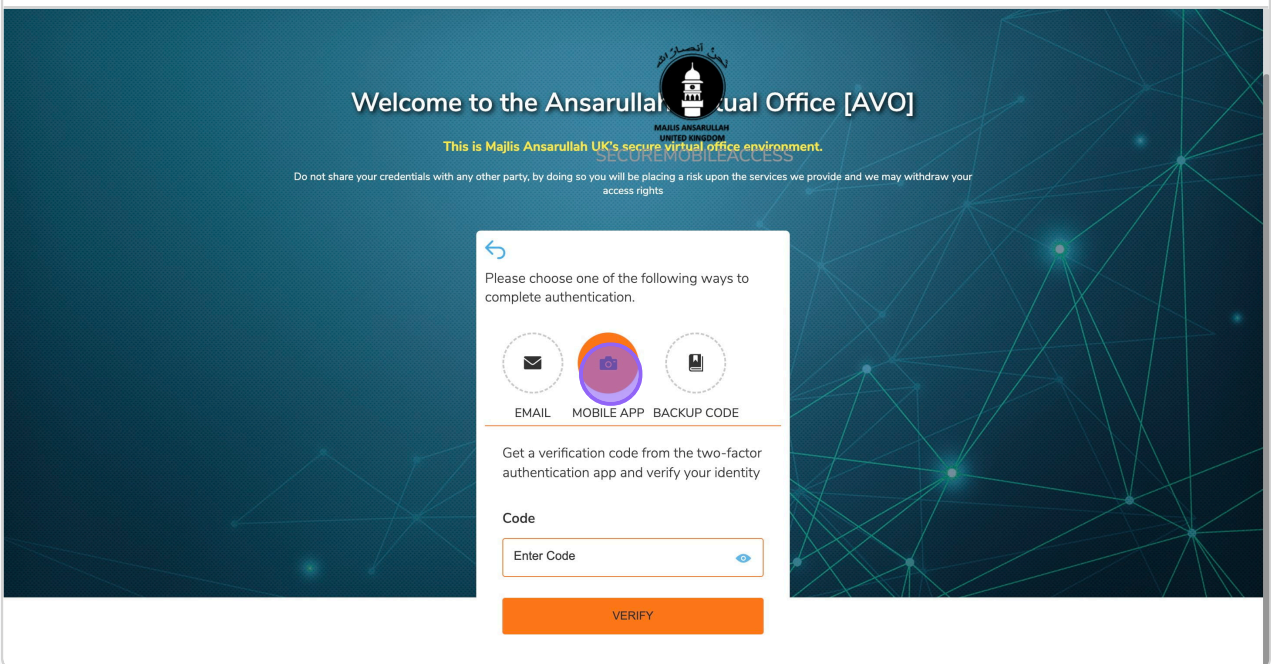 نحن أنصار الله
Welcome to the Ansarullah tual Office [AVO]
MAJLIS ANSARULLAH
UNITED KINGDOM
This is Majlis Ansarullah UK's secure virtual office environment.
SECUREMOBILEACCESS
Do not share your credentials with any other party, by doing so you will be placing a risk upon the services we provide and we may withdraw your
access rights
Please choose one of the following ways to
complete authentication.
EMAIL MOBILE APP BACKUP CODE
Get a verification code from the two-factor
authentication app and verify your identity
Code
Enter Code
VERIFY